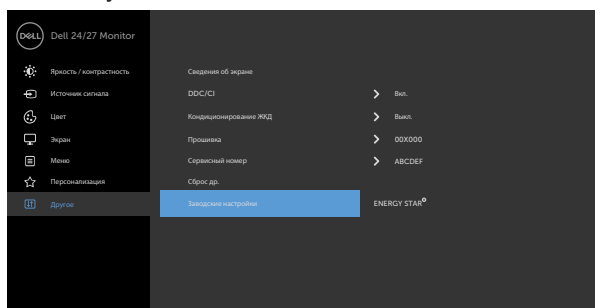 DELL Dell 24/27 Monitor
Яркость / контрастность
Сведения об экране
Источник сигнала
DDC/CI
Вкл.
Цвет
Кондиционирование ЖКД
Выкл.
Экран
Прошивка
00X000
Меню
Сервисный номер
ABCDEF
Персонализация
Сброс др.
Другое
Заводские настройки
ENERGY STAR